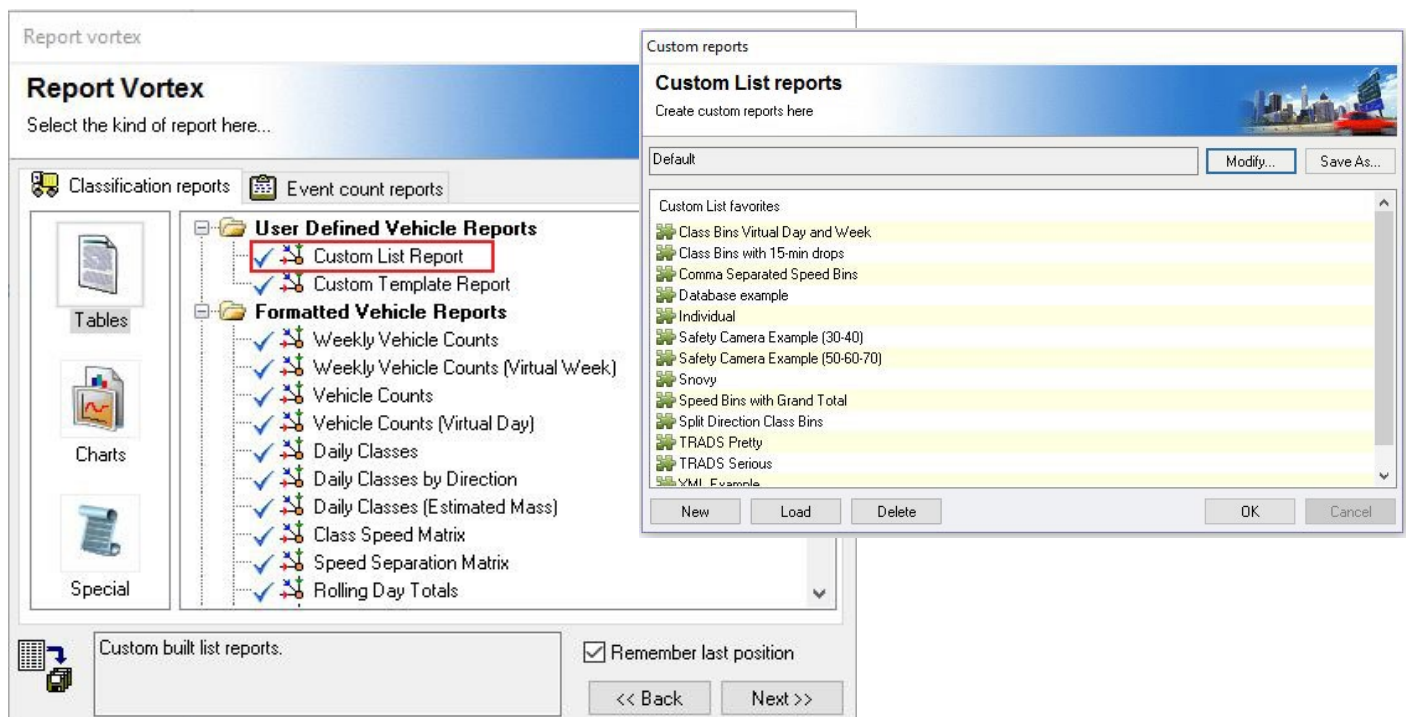 Report vortex
Report Vortex
Select the kind of report here...
Classification reports
Event count reports
Tables
Charts
Special
User Defined Vehicle Reports
Custom List Report
Custom Template Report
Formatted Vehicle Reports
Weekly Vehicle Counts
Weekly Vehicle Counts (Virtual Week)
Vehicle Counts
Vehicle Counts (Virtual Day)
Daily Classes
Daily Classes by Direction
Daily Classes (Estimated Mass)
Class Speed Matrix
Speed Separation Matrix
Rolling Day Totals
Custom built list reports.
Remember last position
<< Back
Next >>
Custom reports
Custom List reports
Create custom reports here
Default
Modify...
Save As...
Custom List favorites
Class Bins Virtual Day and Week
Class Bins with 15-min drops
Comma Separated Speed Bins
Database example
Individual
Safety Camera Example (30-40)
Safety Camera Example (50-60-70)
Snovy
Speed Bins with Grand Total
Split Direction Class Bins
TRADS Pretty
TRADS Serious
XML Example
New
Load
Delete
OK
Cancel